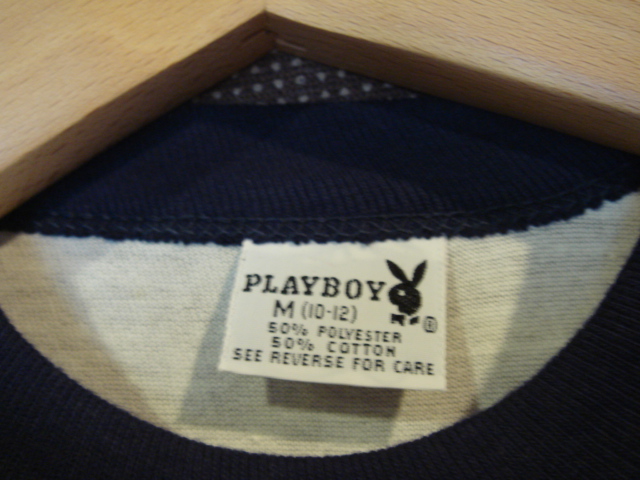 PLAYBOY
M (10-12)
50% POLYESTER
50% COTTON
SEE REVERSE FOR CARE
®